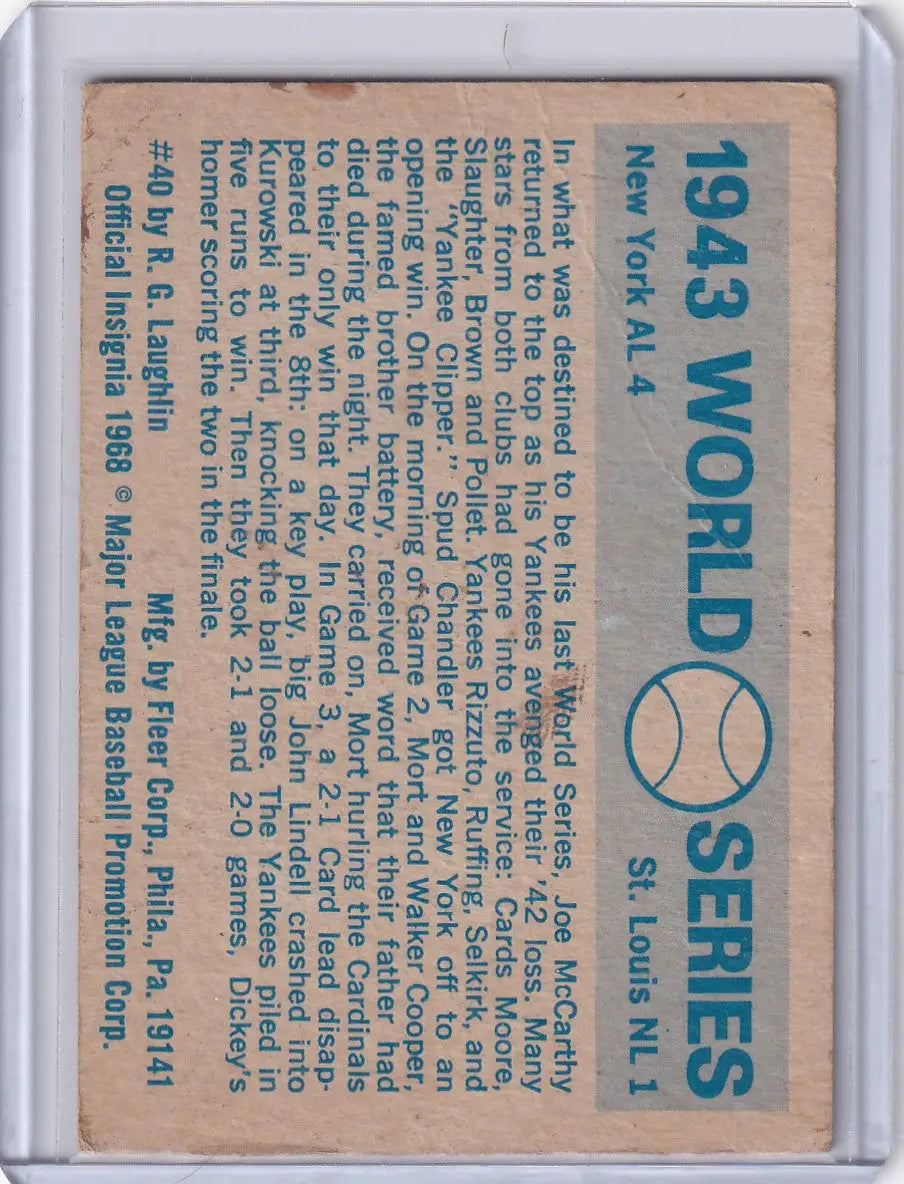 1943 WORLD SERIES
New York AL 4 St. Louis NL 1
In what was destined to be his last World Series, Joe McCarthy
returned to the top as his Yankees avenged their '42 loss. Many
stars from both clubs had gone into the service: Cards Moore,
Slaughter, Brown and Pollet. Yankees Rizzuto, Ruffing, Selkirk, and
the "Yankee Clipper." Spud Chandler got New York off to an
opening win. On the morning of Game 2, Mort and Walker Cooper,
the famed brother battery, received word that their father had
died during the night. They carried on, Mort hurling the Cardinals
to their only win that day. In Game 3, a 2-1 Card lead disap-
peared in the 8th: on a key play, big John Lindell crashed into
Kurowski at third, knocking the ball loose. The Yankees piled in
five runs to win. Then they took 2-1 and 2-0 games, Dickey's
homer scoring the two in the finale.
#40 by R. G. Laughlin Mfg. by Fleer Corp., Phila., Pa. 19141
Official Insignia 1968 © Major League Baseball Promotion Corp.